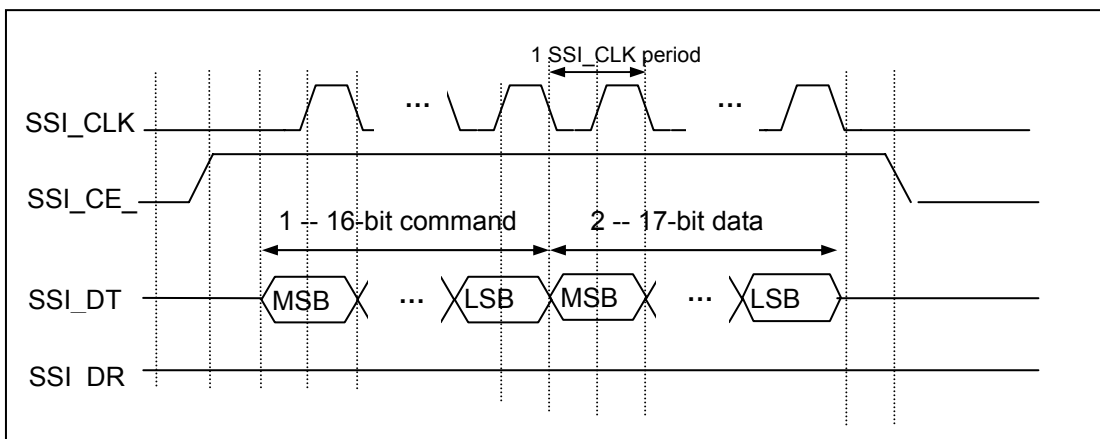 1 SSI_CLK period
... ...
SSI_CLK
SSI_CE_
1 -- 16-bit command 2 -- 17-bit data
SSI_DT MSB ... LSB MSB ... LSB
SSI DR